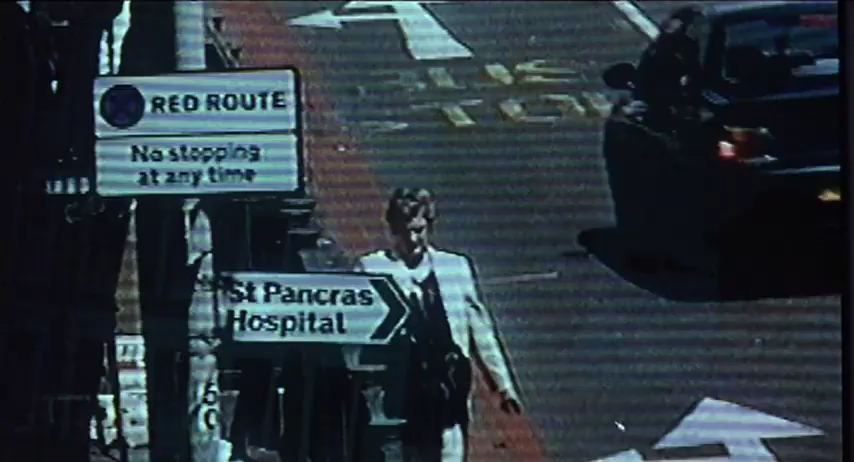 RED ROUTE
No stopping
at any time
St Pancras
Hospital